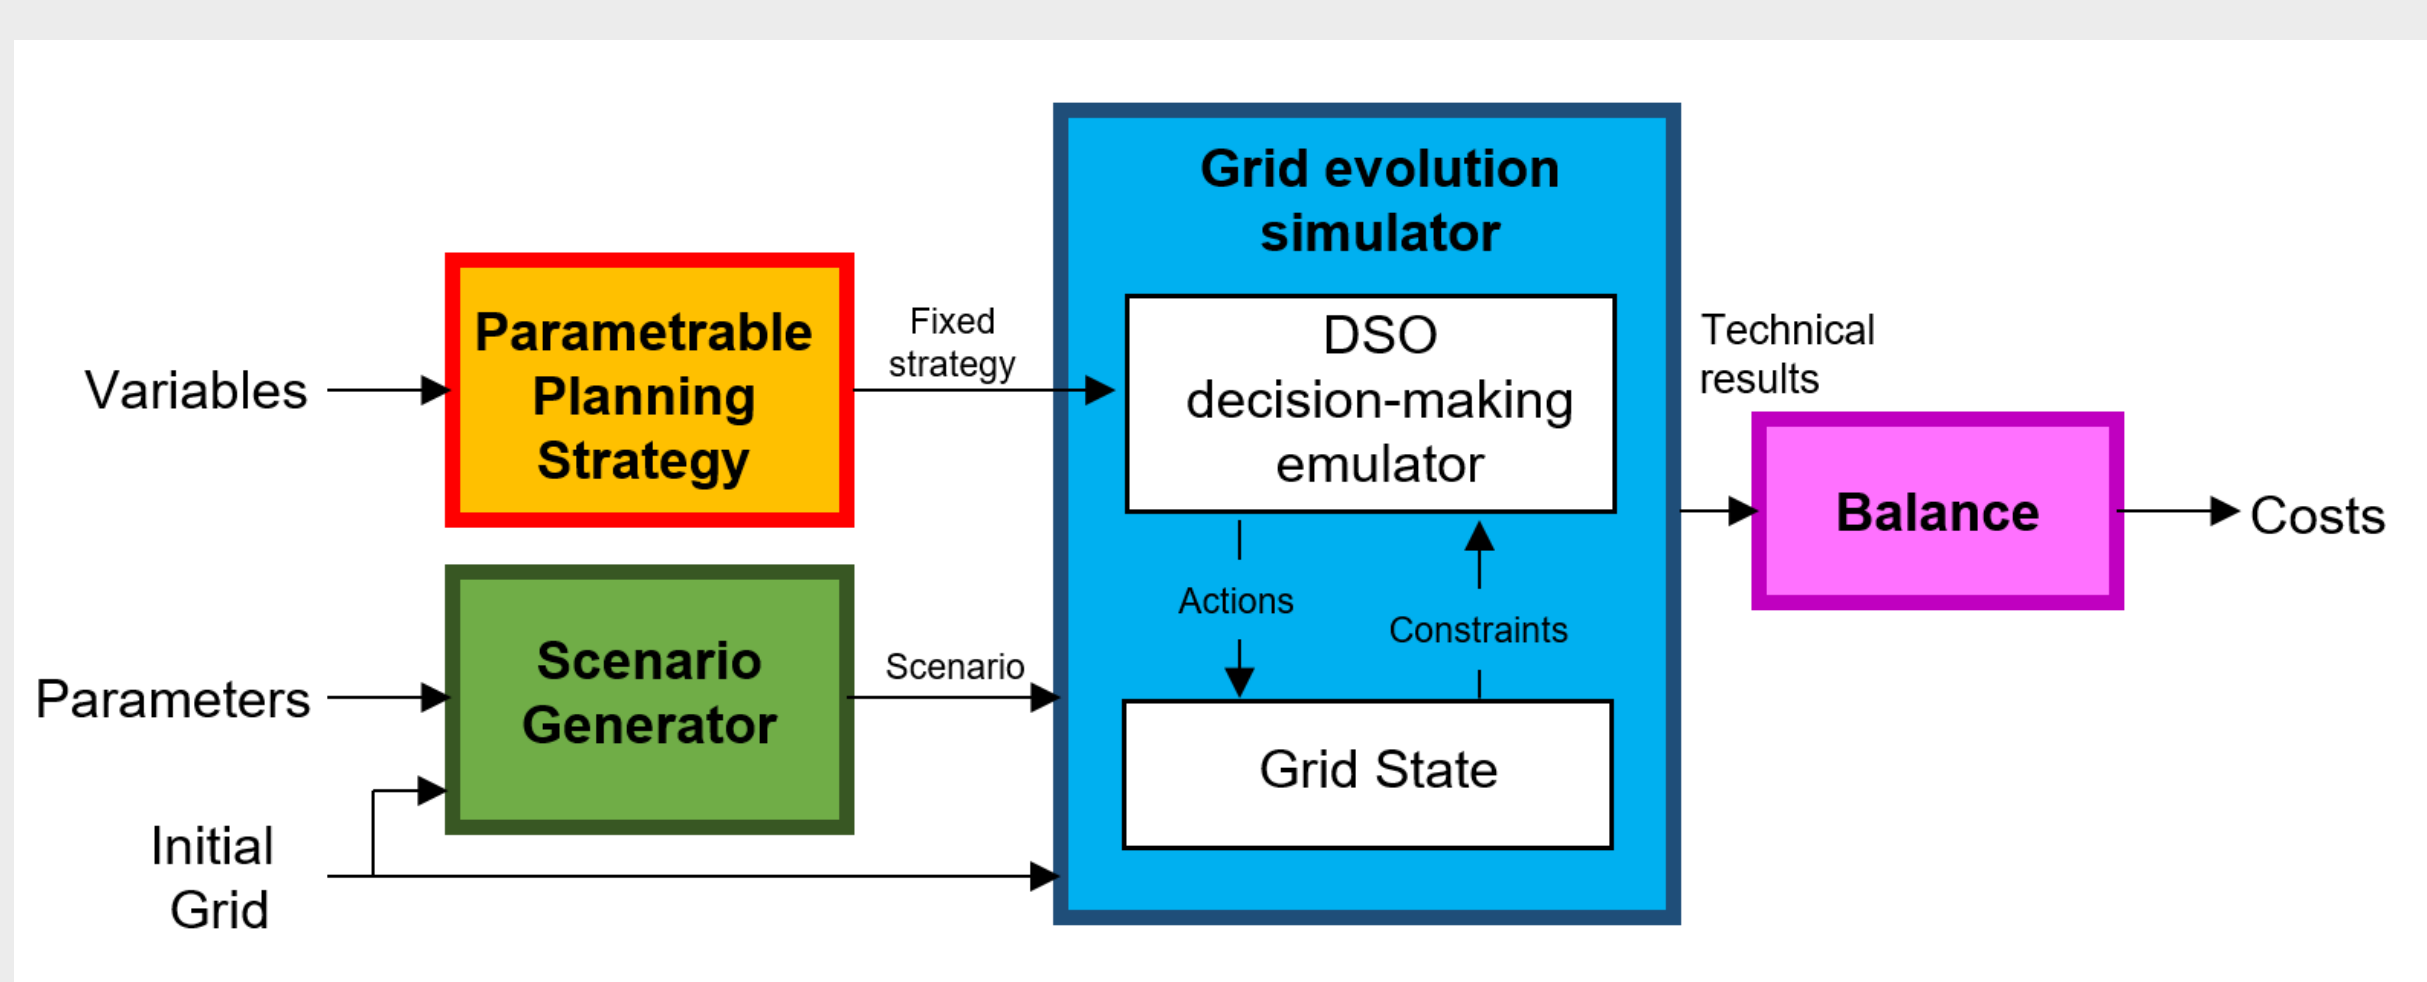 Variables
Parametrable
Planning
Strategy
Fixed
strategy
Parameters
Scenario
Generator
Scenario
Initial
Grid
Grid evolution
simulator
DSO
decision-making
emulator
Actions
Constraints
Grid State
Technical
results
Balance
Costs